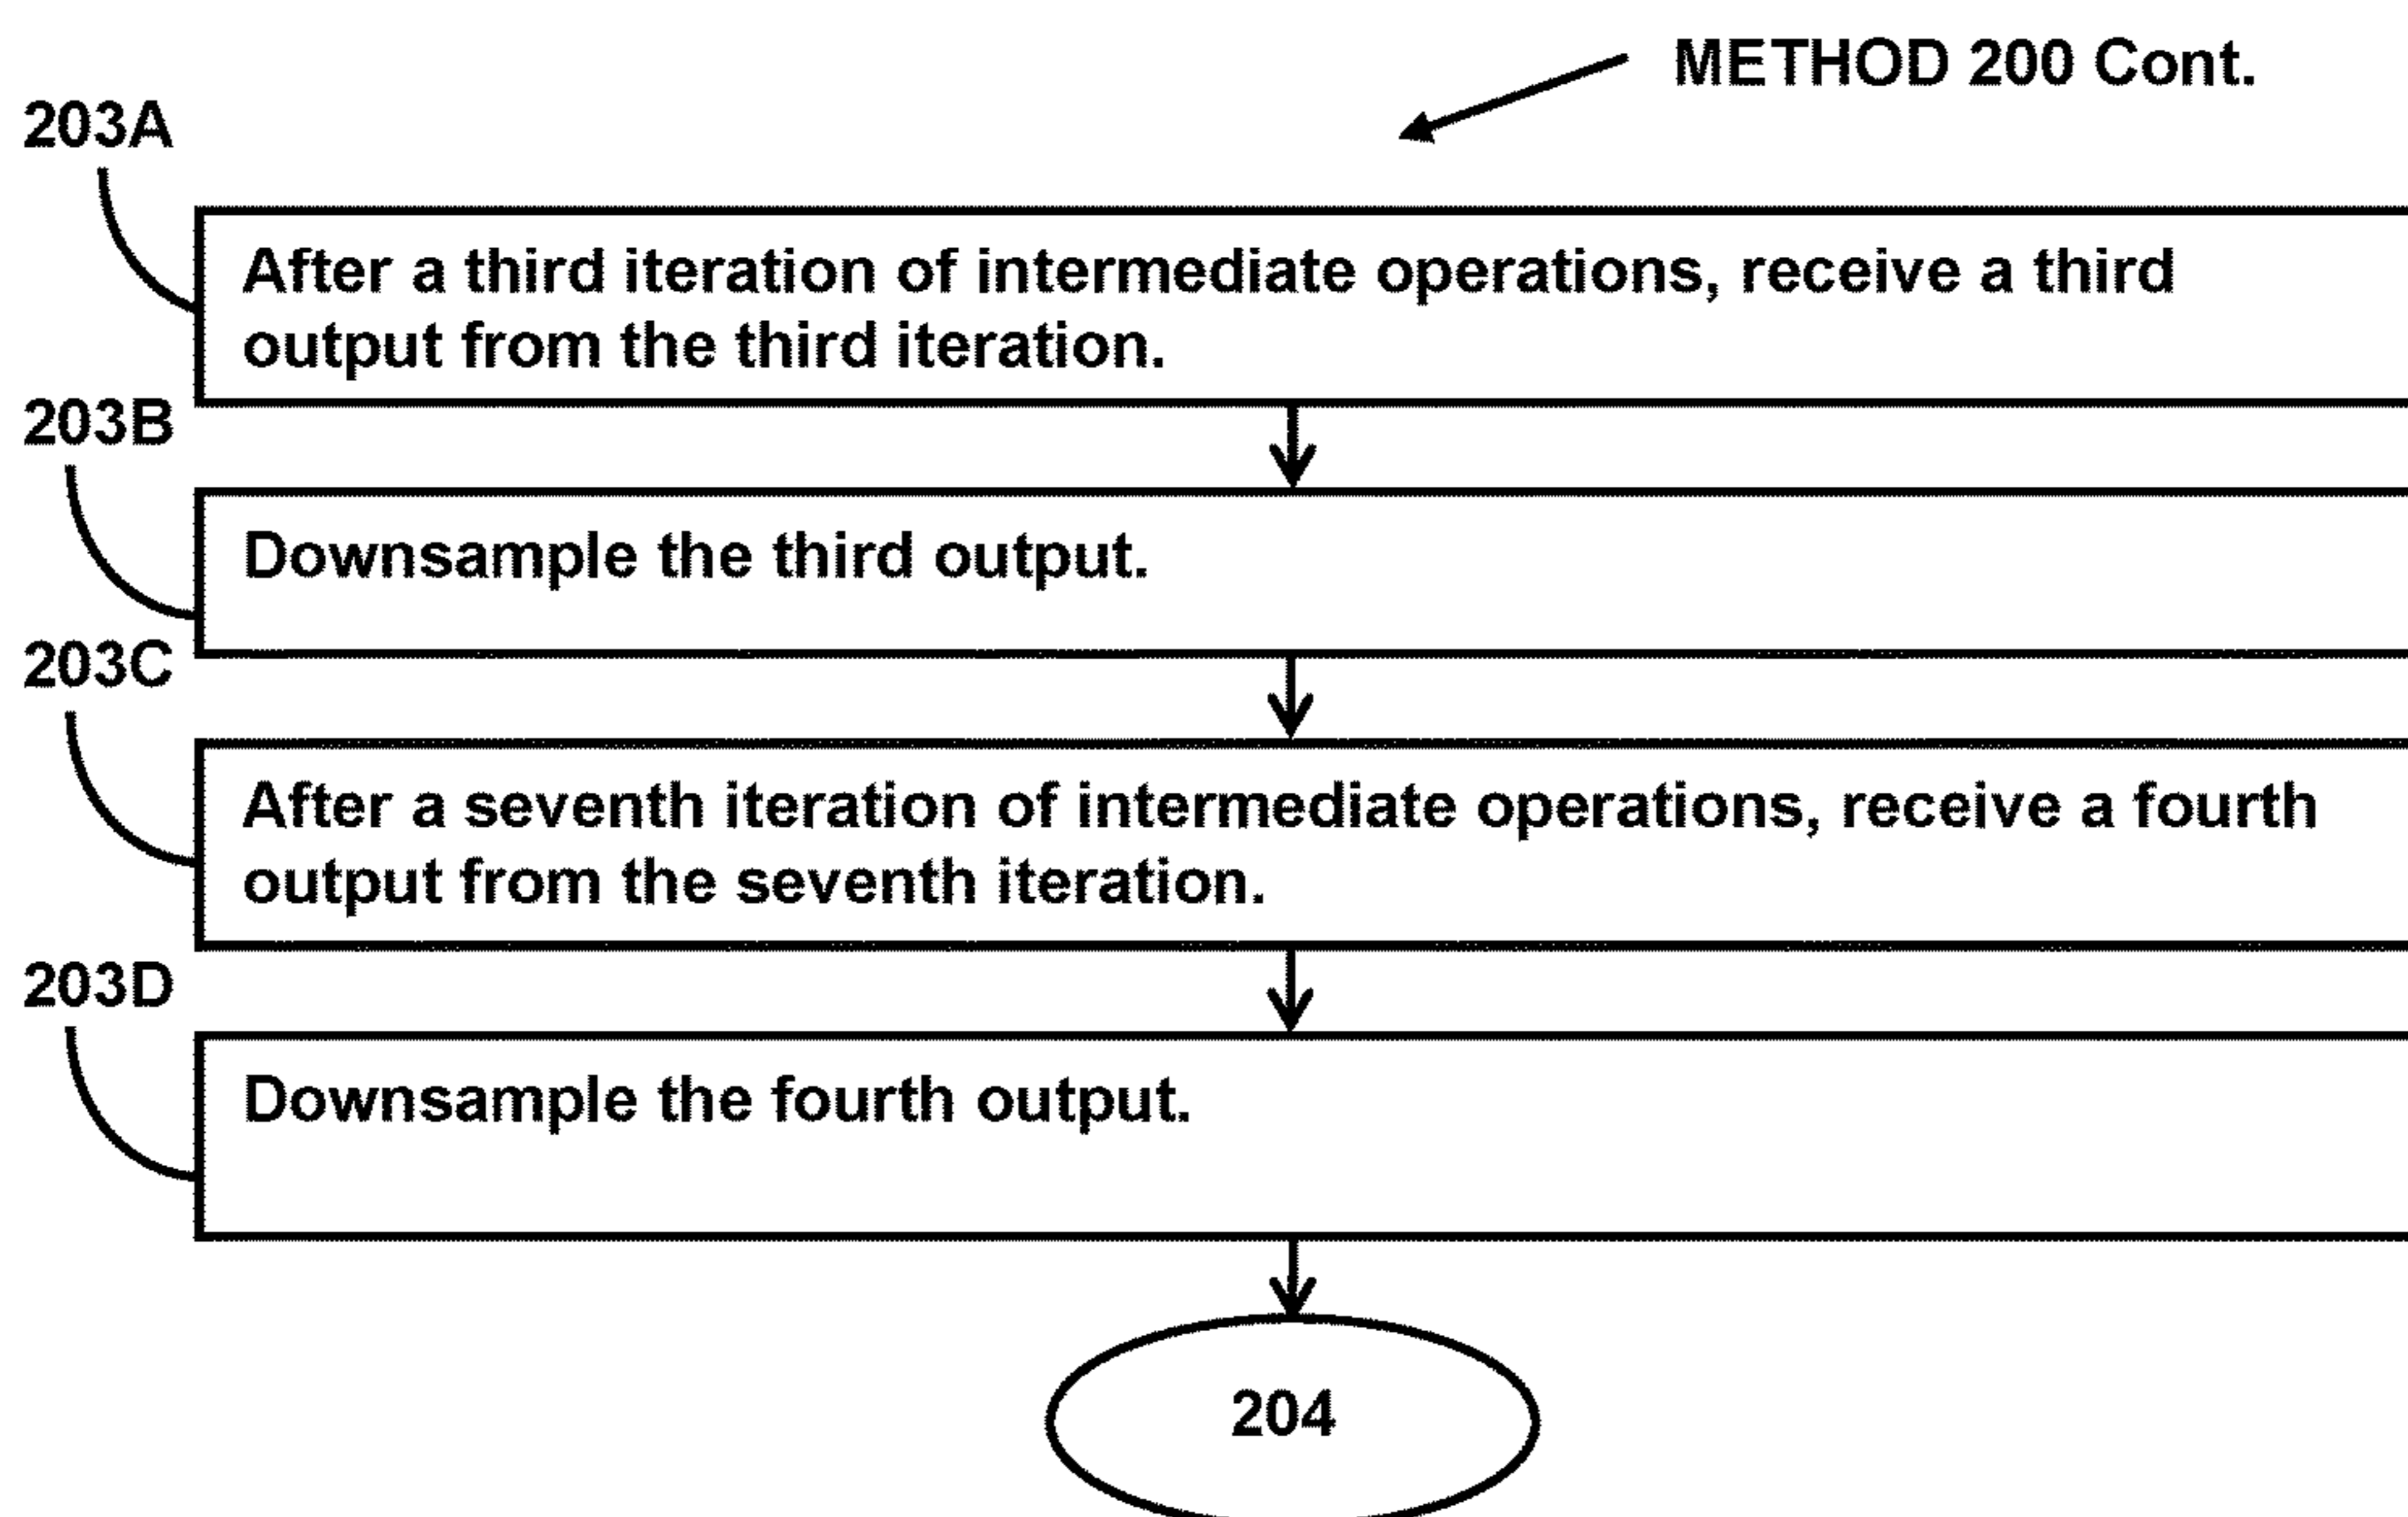 METHOD 200 Cont.
203A
After a third iteration of intermediate operations, receive a third
output from the third iteration.
203B
Downsample the third output.
203C
After a seventh iteration of intermediate operations, receive a fourth
output from the seventh iteration.
203D
Downsample the fourth output.
204